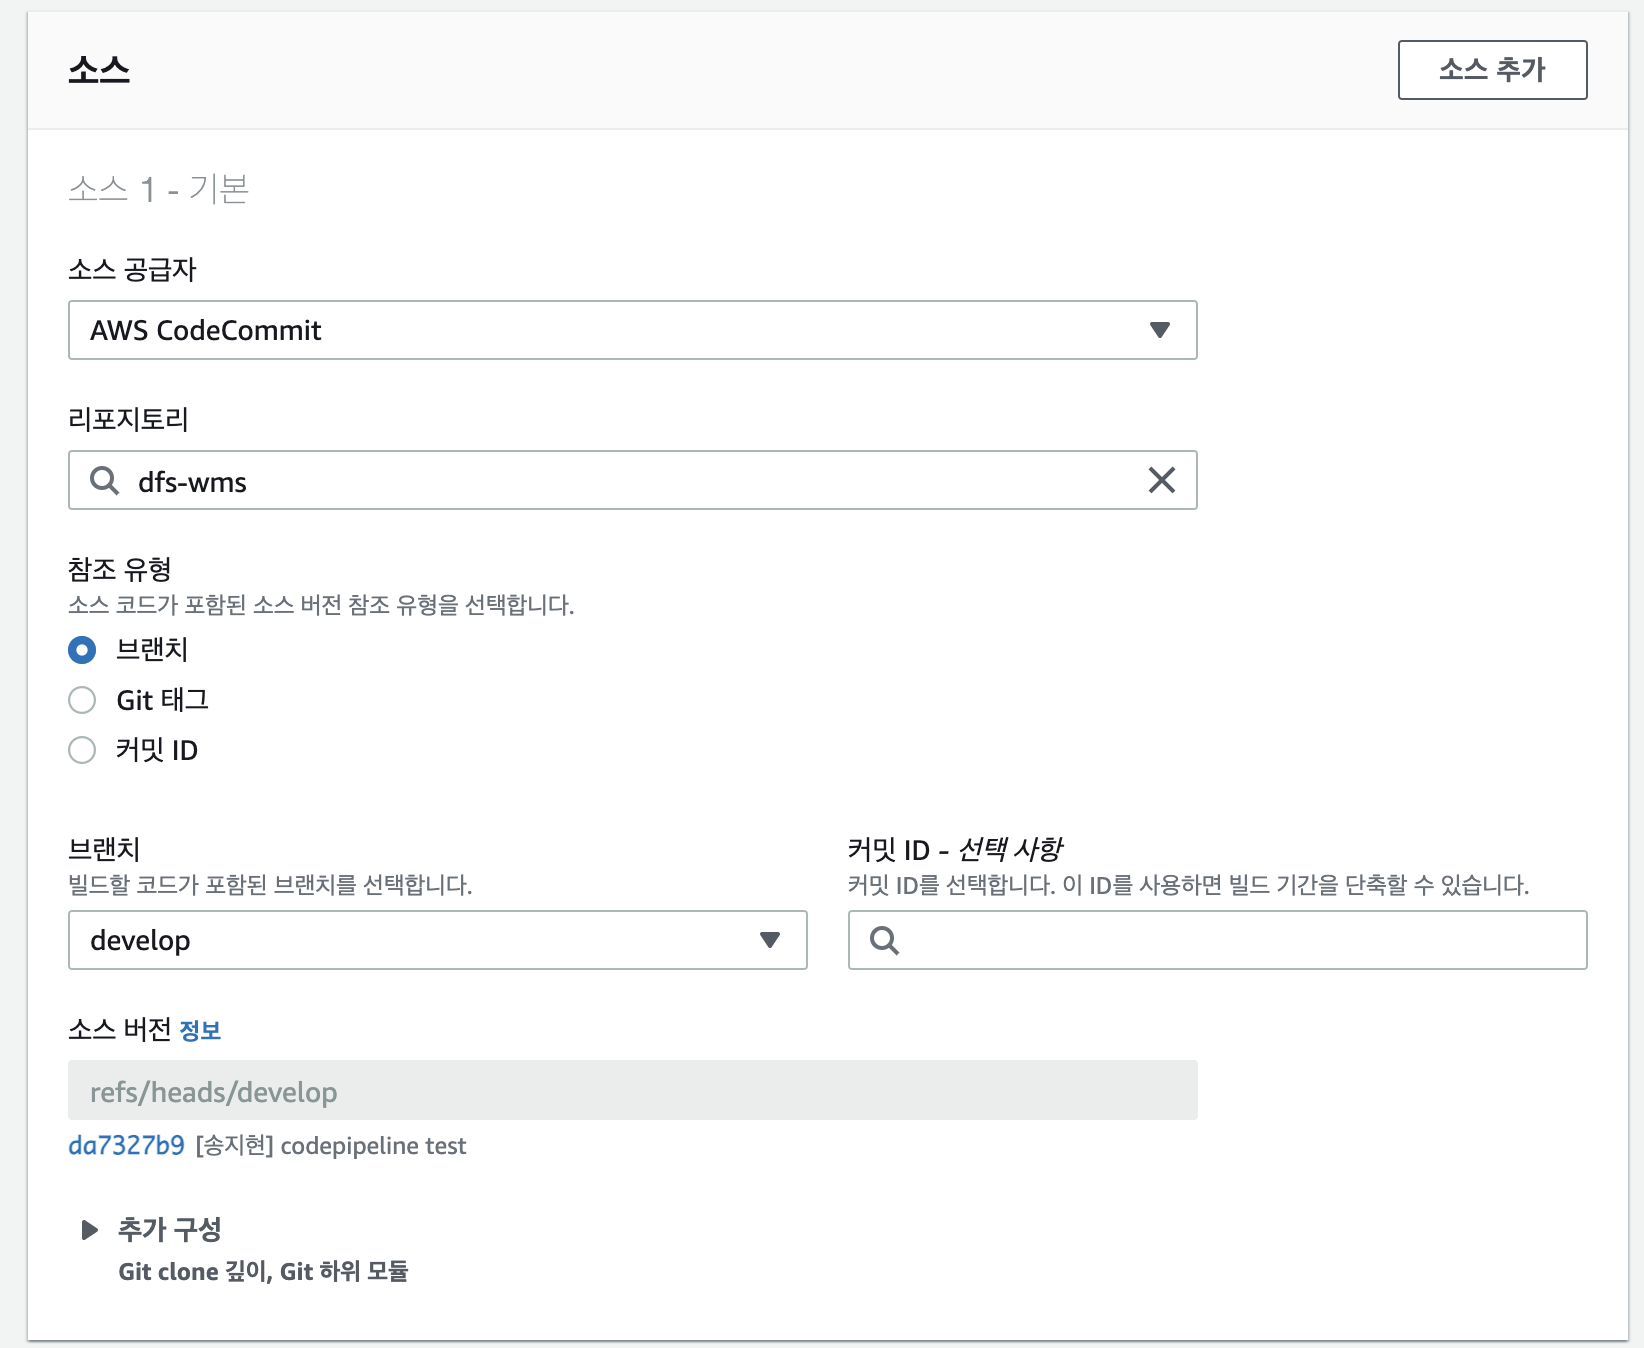 소스
소스 추가
소스 1 - 기본
소스 공급자
AWS CodeCommit
리포지토리
dfs-wms
참조 유형
소스 코드가 포함된 소스 버전 참조 유형을 선택합니다.
브랜치
Git 태그
커밋 ID
브랜치
빌드할 코드가 포함된 브랜치를 선택합니다.
develop
커밋 ID - 선택 사항
커밋 ID를 선택합니다. 이 ID를 사용하면 빌드 기간을 단축할 수 있습니다.
소스 버전 정보
refs/heads/develop
da7327b9 [송지현] codepipeline test
추가 구성
Git clone 깊이, Git 하위 모듈